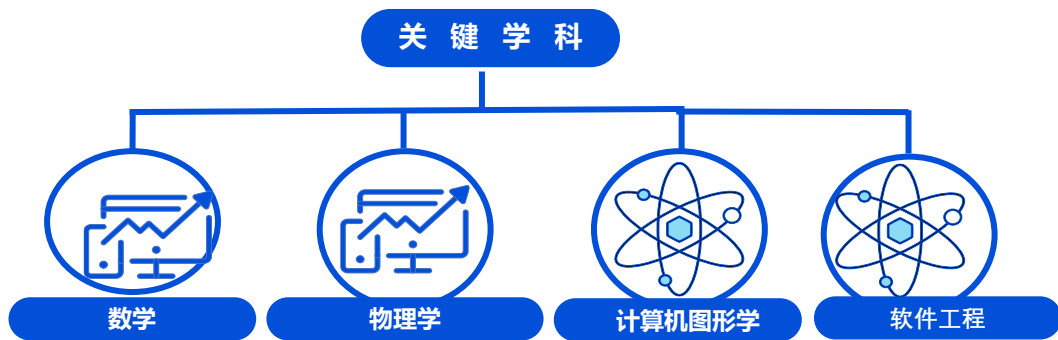 关键学科
数学
物理学
计算机图形学
软件工程